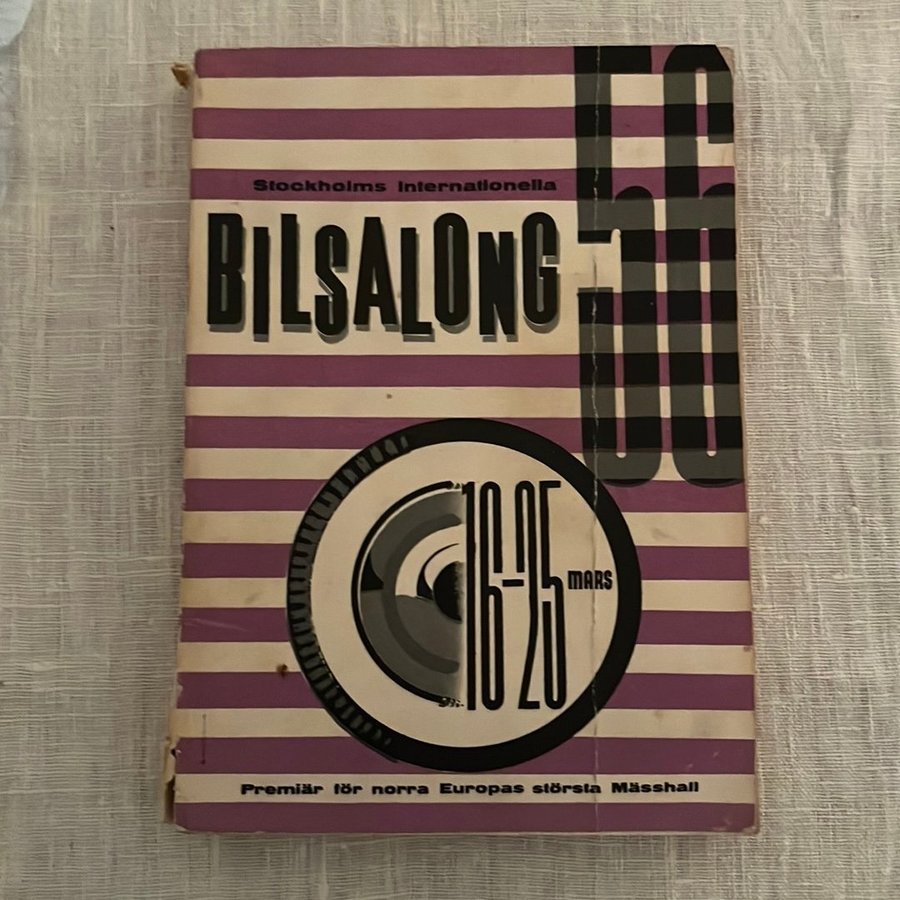 56
Stockholms Internationella
BILSALONG
16-25 MARS
Premiär för norra Europas största Mässhall